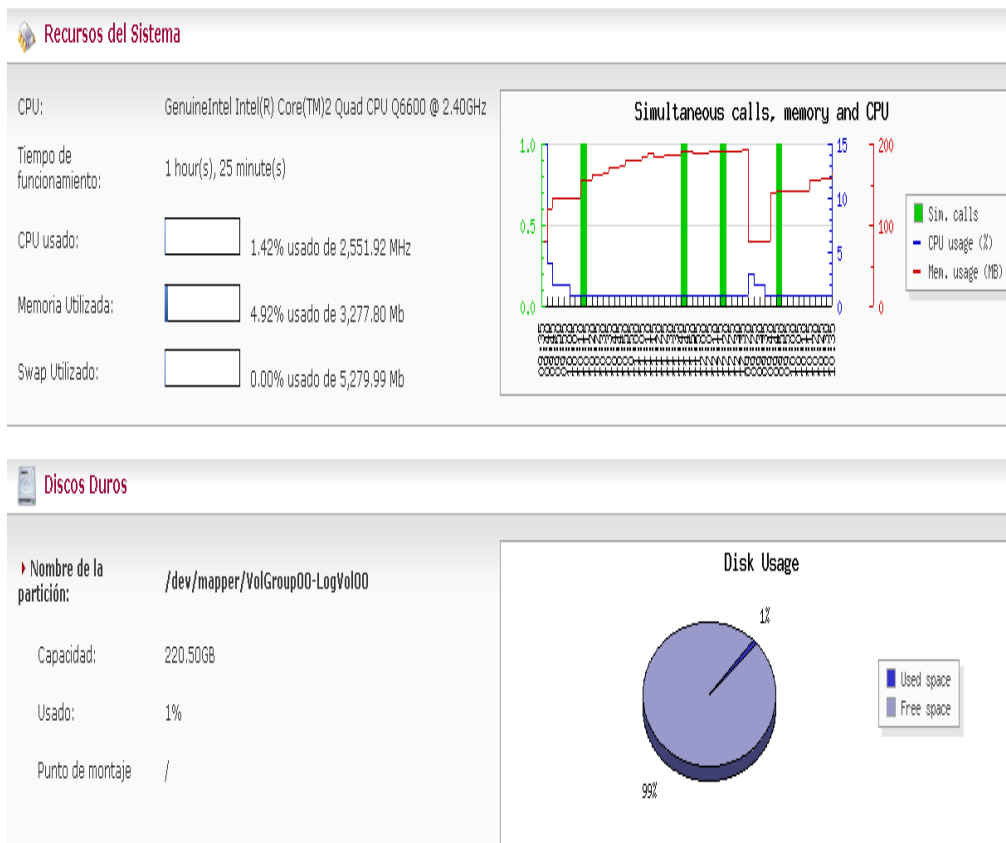 Recursos del Sistema
CPU:
GenuineIntel Intel(R) Core(TM)2 Quad CPU Q6600 @ 2.40GHz
Tiempo de
funcionamiento:
1 hour(s), 25 minute(s)
CPU usado:
1.42% usado de 2,551.92 MHz
Memoria Utilizada:
4.92% usado de 3,277.80 Mb
Swap Utilizado:
0.00% usado de 5,279.99 Mb
Simultaneous calls, memory and CPU
1.0
0.5
0.0
15
10
5
0
200
100
0
Sim. calls
CPU usage (%)
Mem. usage (MB)
Discos Duros
Nombre de la
partición:
/dev/mapper/VolGroup00-LogVol00
Capacidad:
220.50GB
Usado:
1%
Punto de montaje
/
Disk Usage
1%
99%
Used space
Free space